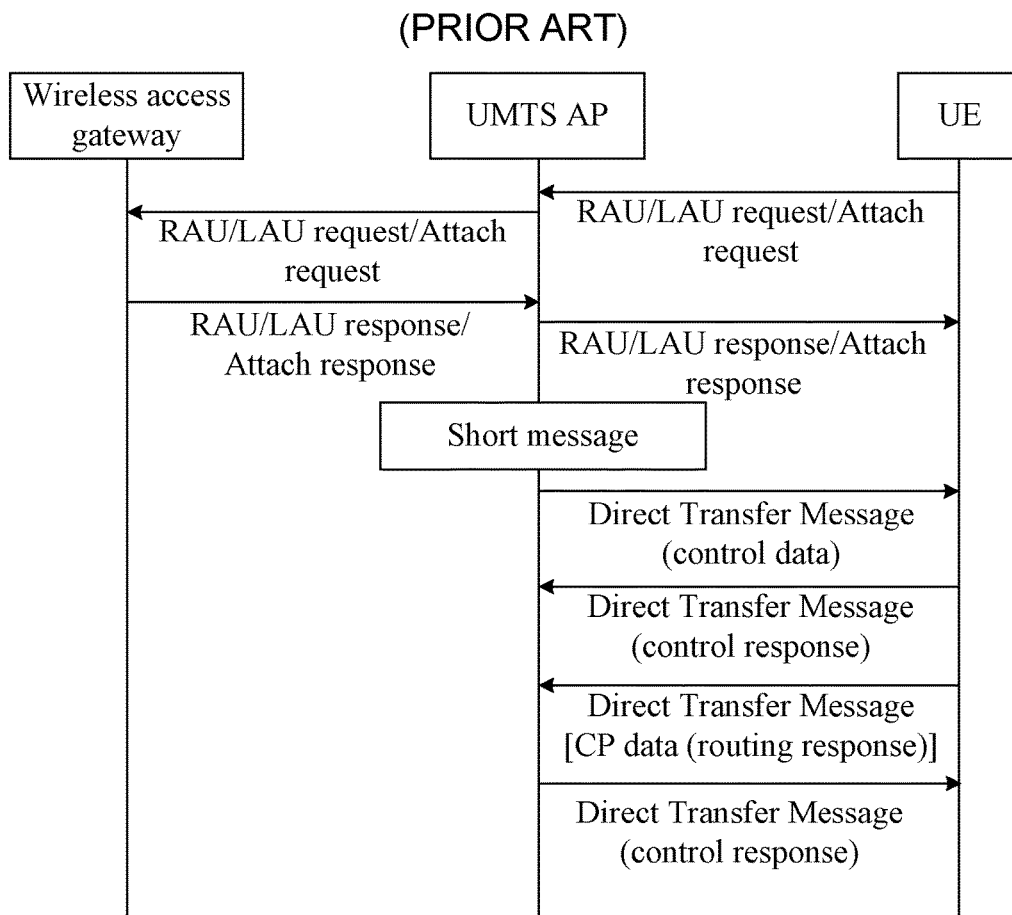 (PRIOR ART)
Wireless access
gateway
UMTS AP
UE
RAU/LAU request/Attach
request
RAU/LAU request/Attach
request
RAU/LAU response/
Attach response
RAU/LAU response/Attach
response
Short message
Direct Transfer Message
(control data)
Direct Transfer Message
(control response)
Direct Transfer Message
[CP data (routing response)]
Direct Transfer Message
(control response)